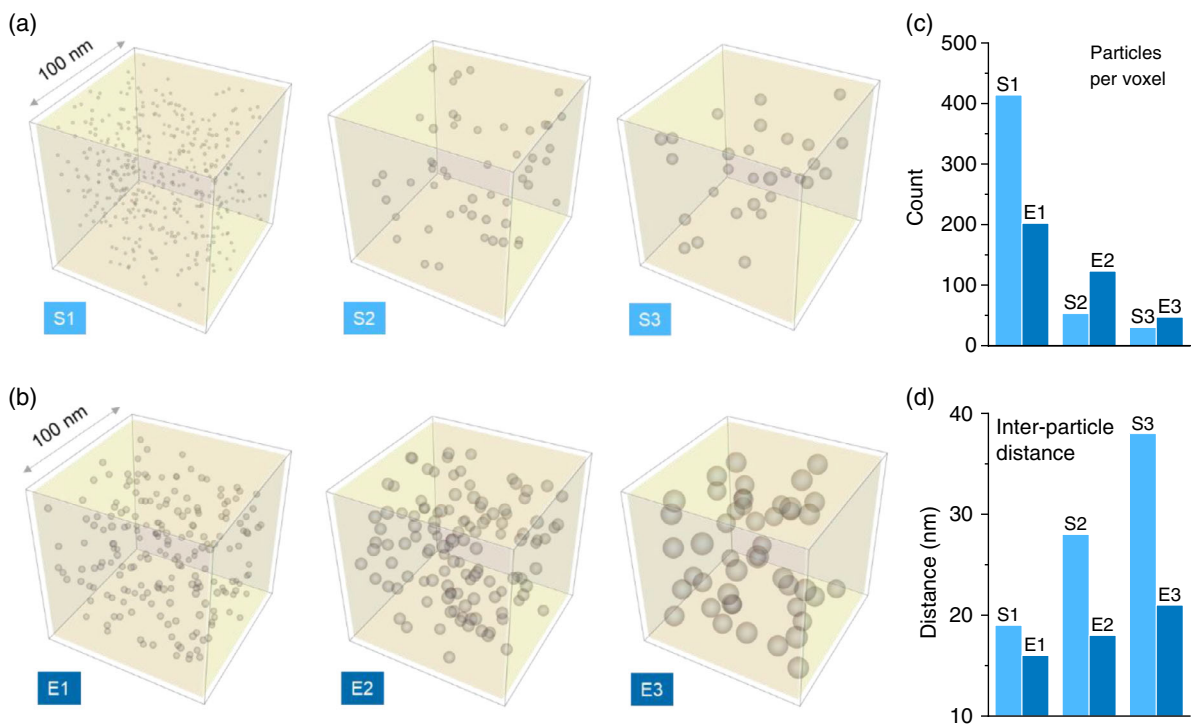 (a)
100 nm
S1
S2
S3
(b)
100 nm
E1
E2
E3
(c)
500
400
300
200
100
0
Count
Particles
per voxel
S1
E1
S2
E2
S3
E3
(d)
40
30
20
10
Distance (nm)
Inter-particle
distance
S1
E1
S2
E2
S3
E3